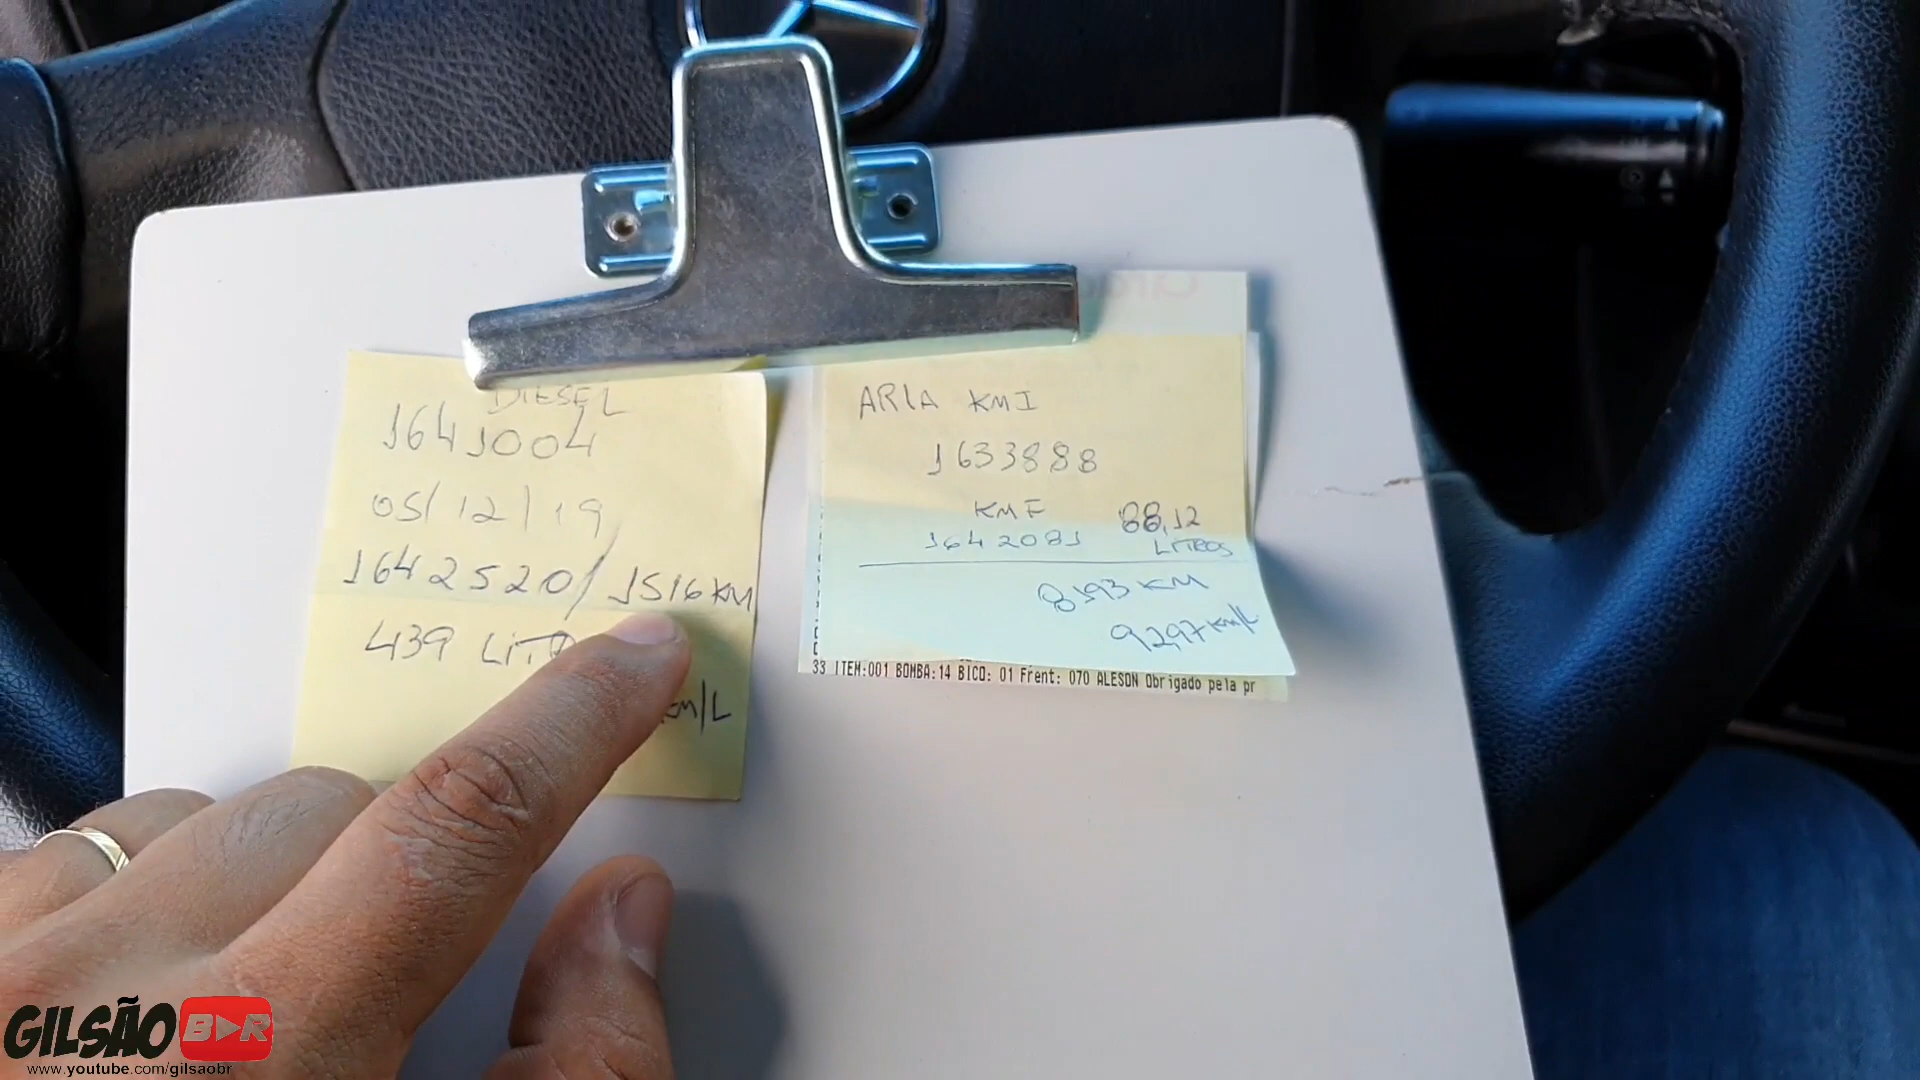 DIESEL
1641004
05/12/19
1642520/1516KM
439 LITR
KM/L
ARLA KMI
1633888
KMF
1642081
88,12
LITROS
8193 KM
92,97 KM/L
33 ITEM:001 BOMBA:14 BICO: 01 Frent: 070 ALESON Obrigado pela pr
GILSÃO BR
www.youtube.com/gilsaobr